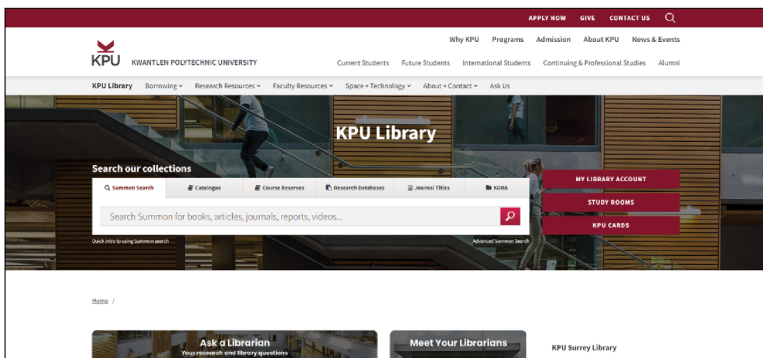 APPLY NOW GIVE CONTACT US
Why KPU Programs Admission About KPU News & Events
KPU KWANTLEN POLYTECHNIC UNIVERSITY
Current Students Future Students International Students Continuing & Professional Studies Alumni
KPU Library Borrowing Research Resources Faculty Resources Space + Technology About + Contact Ask Us
KPU Library
Search our collections
Summon Search Catalogue Course Reserves Research Databases Journal Titles KORA
Search Summon for books, articles, journals, reports, videos...
Quick intro to using Summon search Advanced Summon Search
MY LIBRARY ACCOUNT
STUDY ROOMS
KPU CARDS
Home /
Ask a Librarian
Your research and library questions
Meet Your Librarians
KPU Surrey Library